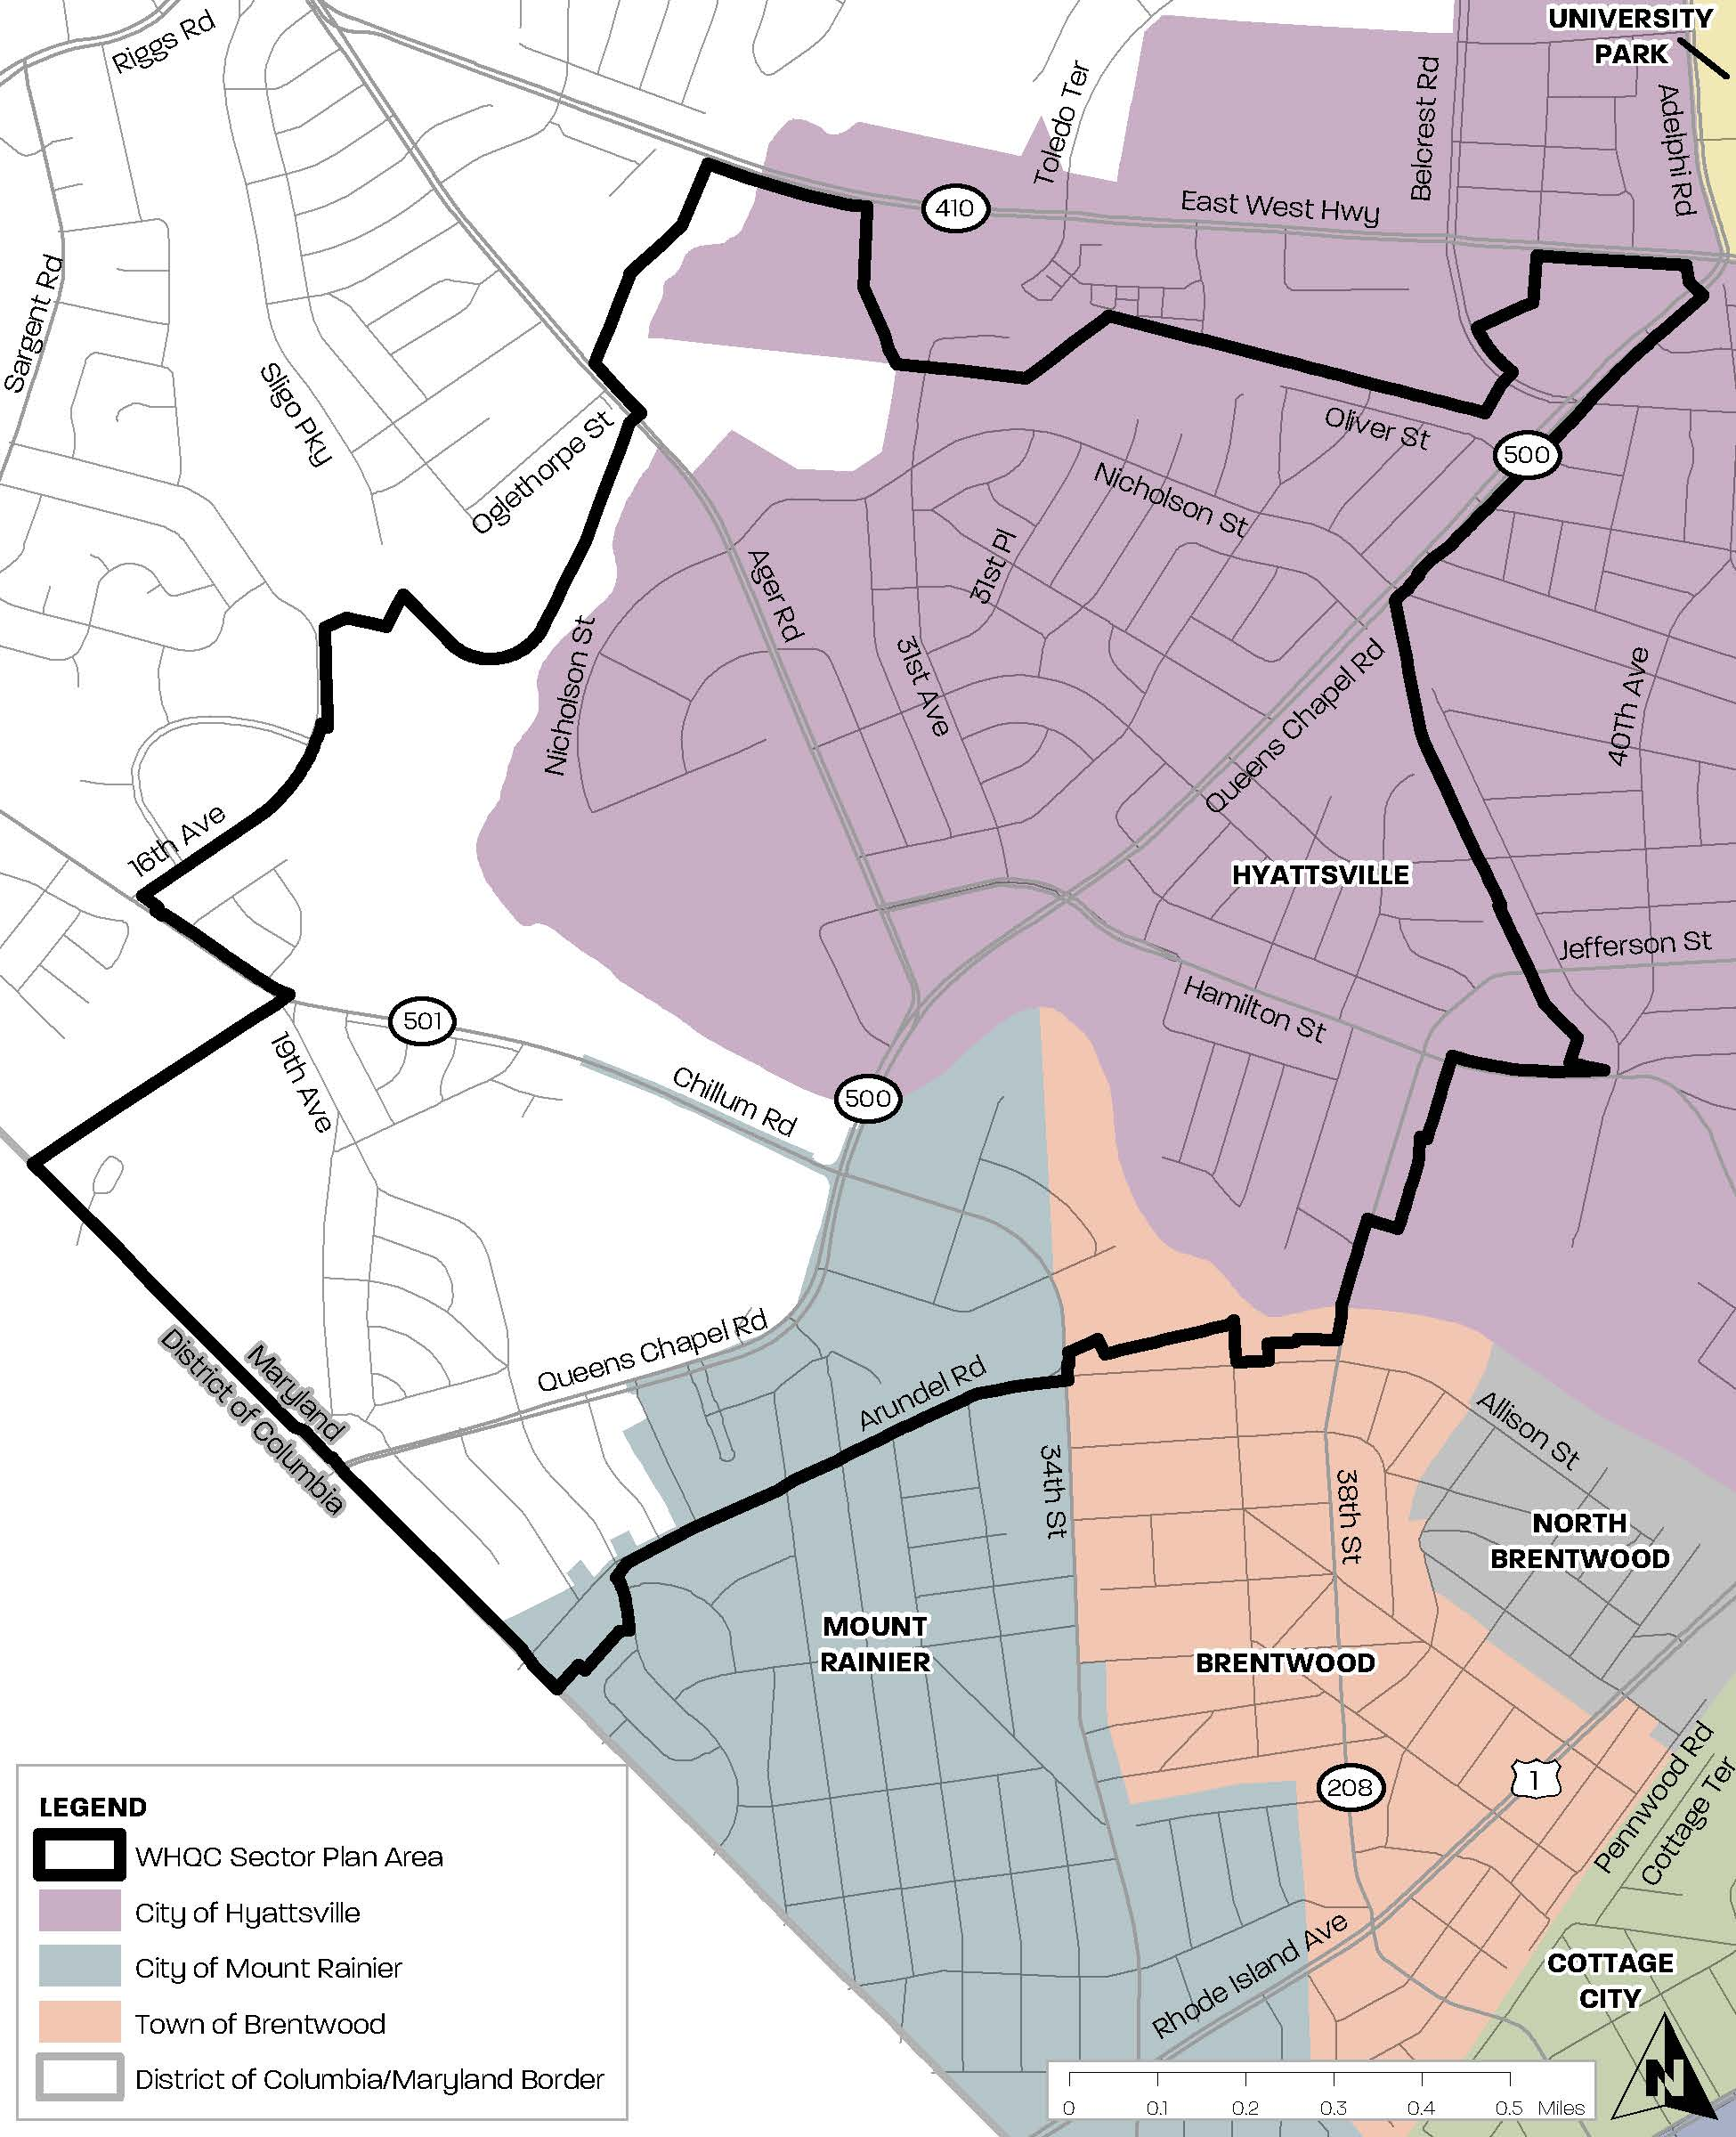 UNIVERSITY
PARK
Riggs Rd
Toledo Ter
Belcrest Rd
Adelphi Rd
410
East West Hwy
Sargent Rd
Sligo Pky
Oglethorpe St
Oliver St
500
Nicholson St
31st Pl
Ager Rd
Nicholson St
31st Ave
Queens Chapel Rd
40Th Ave
16th Ave
HYATTSVILLE
Jefferson St
Hamilton St
501
19th Ave
Chillum Rd
500
Queens Chapel Rd
Arundel Rd
Maryland
District of Columbia
34th St
38th St
Allison St
NORTH
BRENTWOOD
MOUNT
RAINIER
BRENTWOOD
208
1
Pennwood Rd
Cottage Ter
Rhode Island Ave
COTTAGE
CITY
LEGEND
WHQC Sector Plan Area
City of Hyattsville
City of Mount Rainier
Town of Brentwood
District of Columbia/Maryland Border
0 0.1 0.2 0.3 0.4 0.5 Miles
N